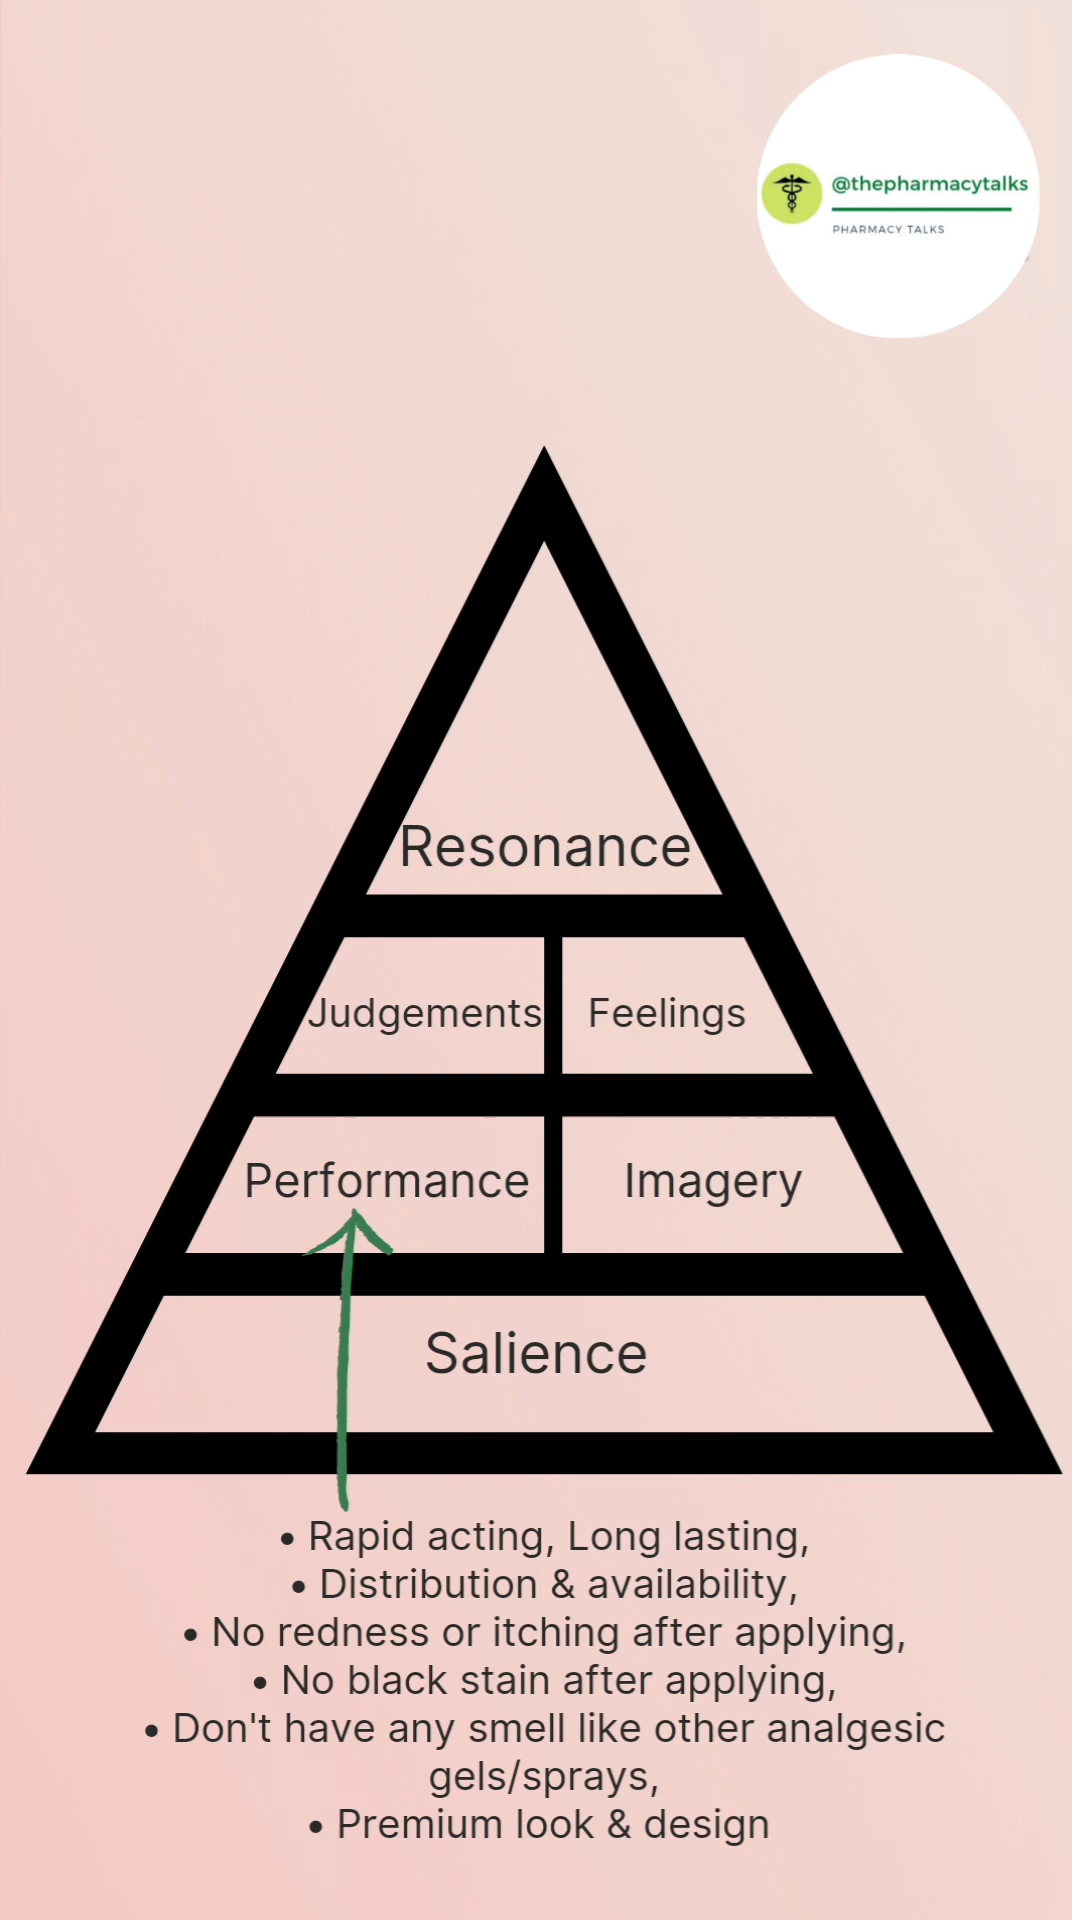 @thepharmacytalks
PHARMACY TALKS
Resonance
Judgements
Feelings
Performance
Imagery
Salience
• Rapid acting, Long lasting,
• Distribution & availability,
• No redness or itching after applying,
• No black stain after applying,
• Don't have any smell like other analgesic
gels/sprays,
• Premium look & design